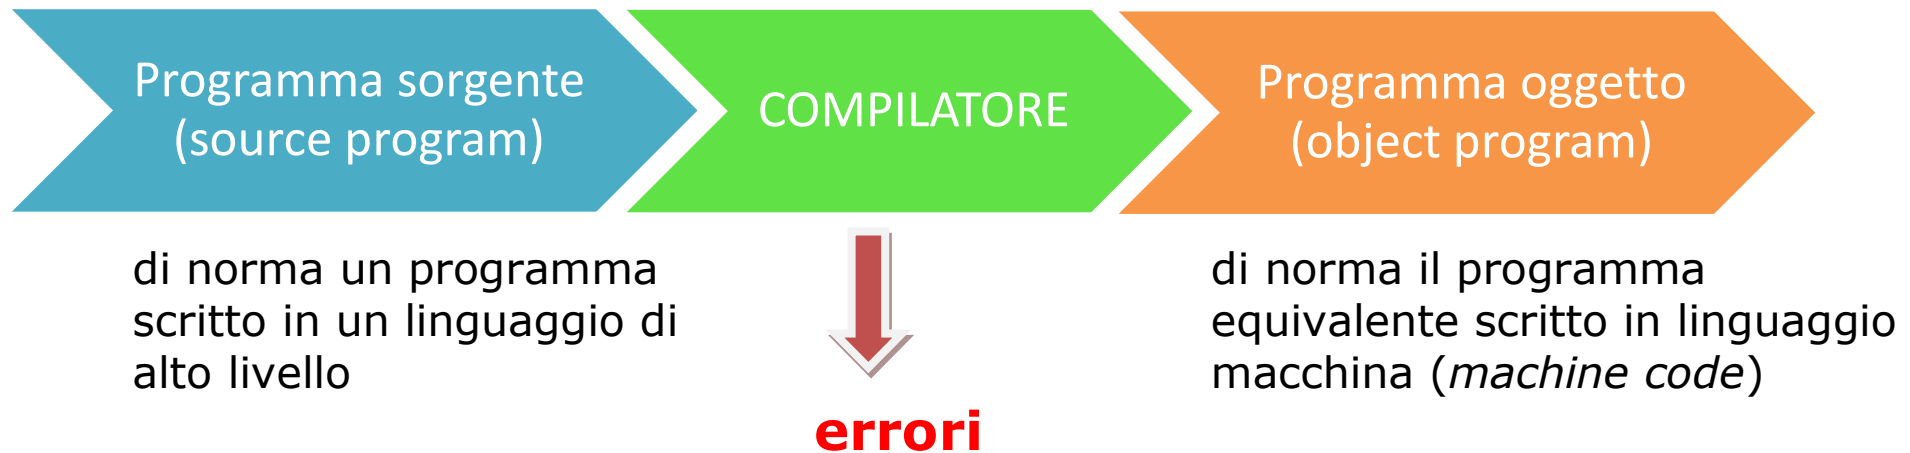 Programma sorgente
(source program)
COMPILATORE
Programma oggetto
(object program)
di norma un programma
scritto in un linguaggio di
alto livello
errori
di norma il programma
equivalente scritto in linguaggio
macchina (machine code)